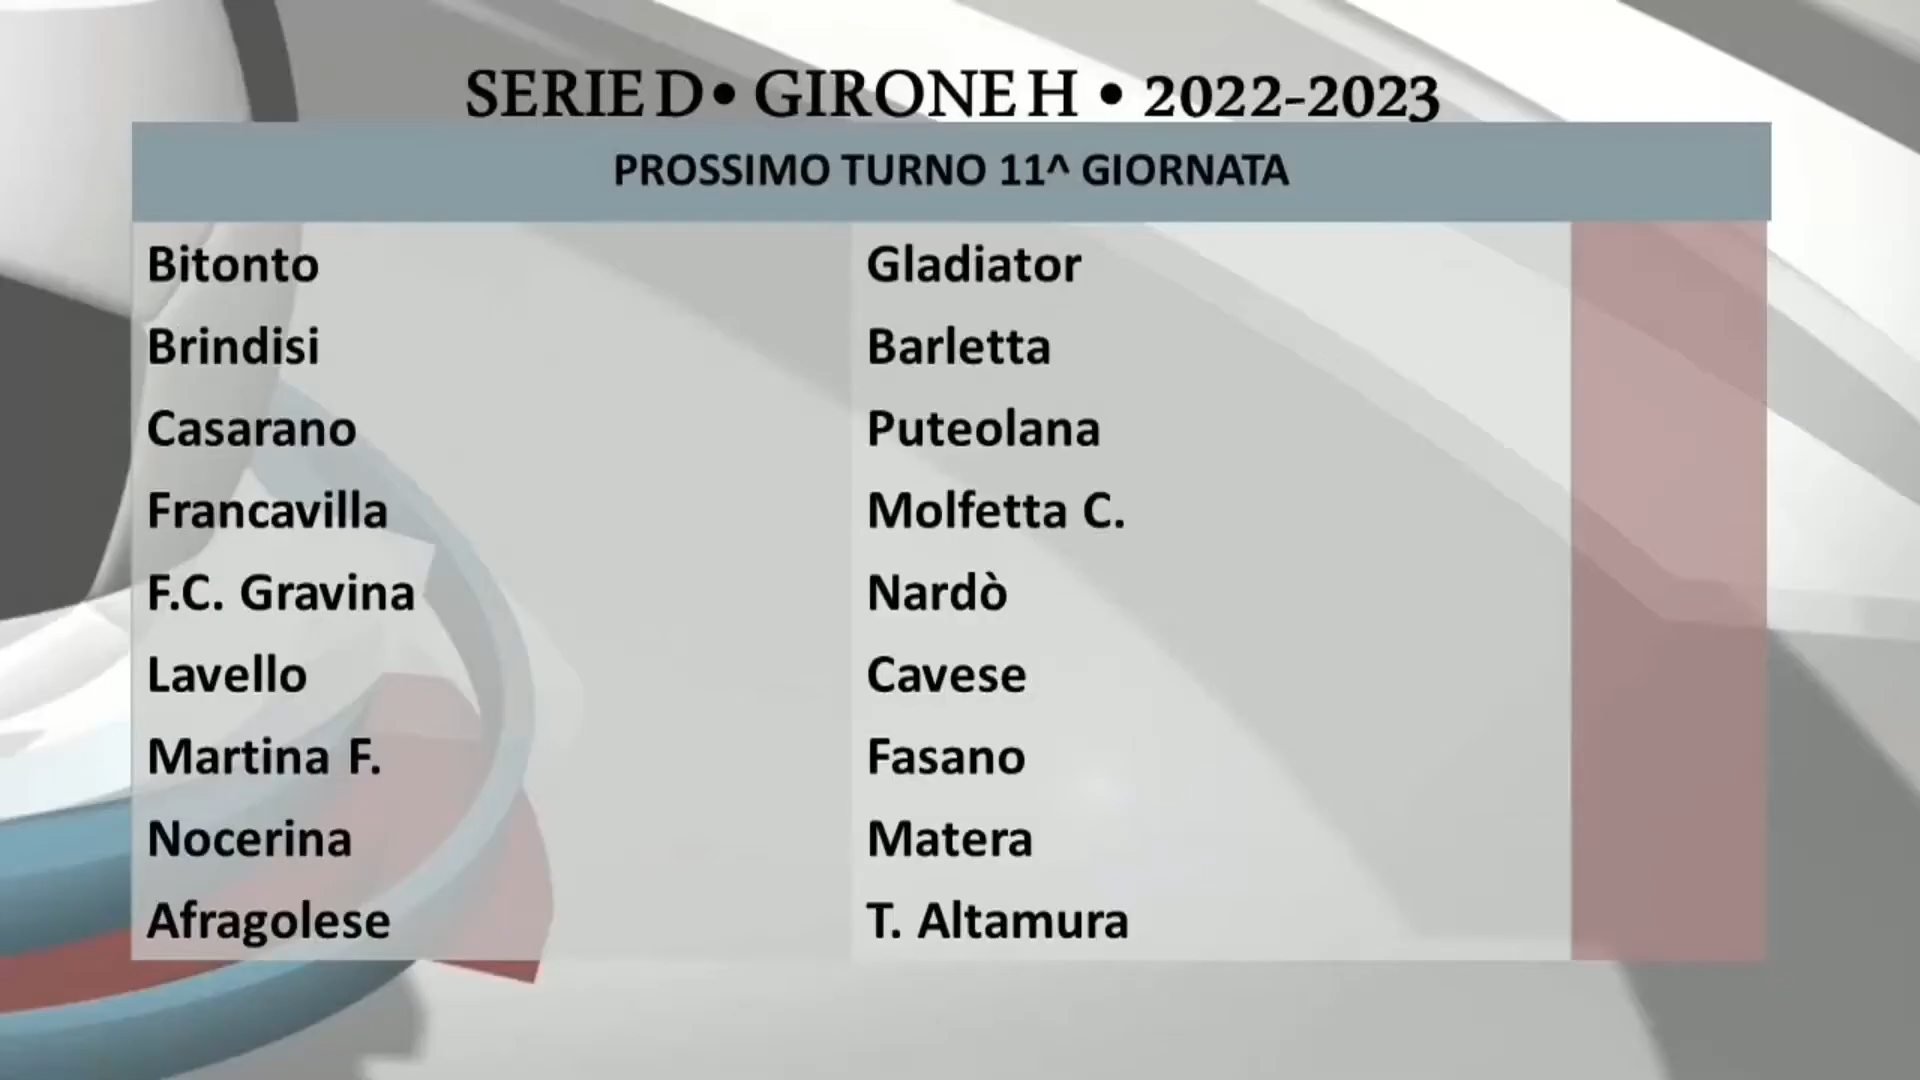 SERIE D • GIRONE H • 2022-2023
PROSSIMO TURNO 11^ GIORNATA
Bitonto Gladiator
Brindisi Barletta
Casarano Puteolana
Francavilla Molfetta C.
F.C. Gravina Nardò
Lavello Cavese
Martina F. Fasano
Nocerina Matera
Afragolese T. Altamura